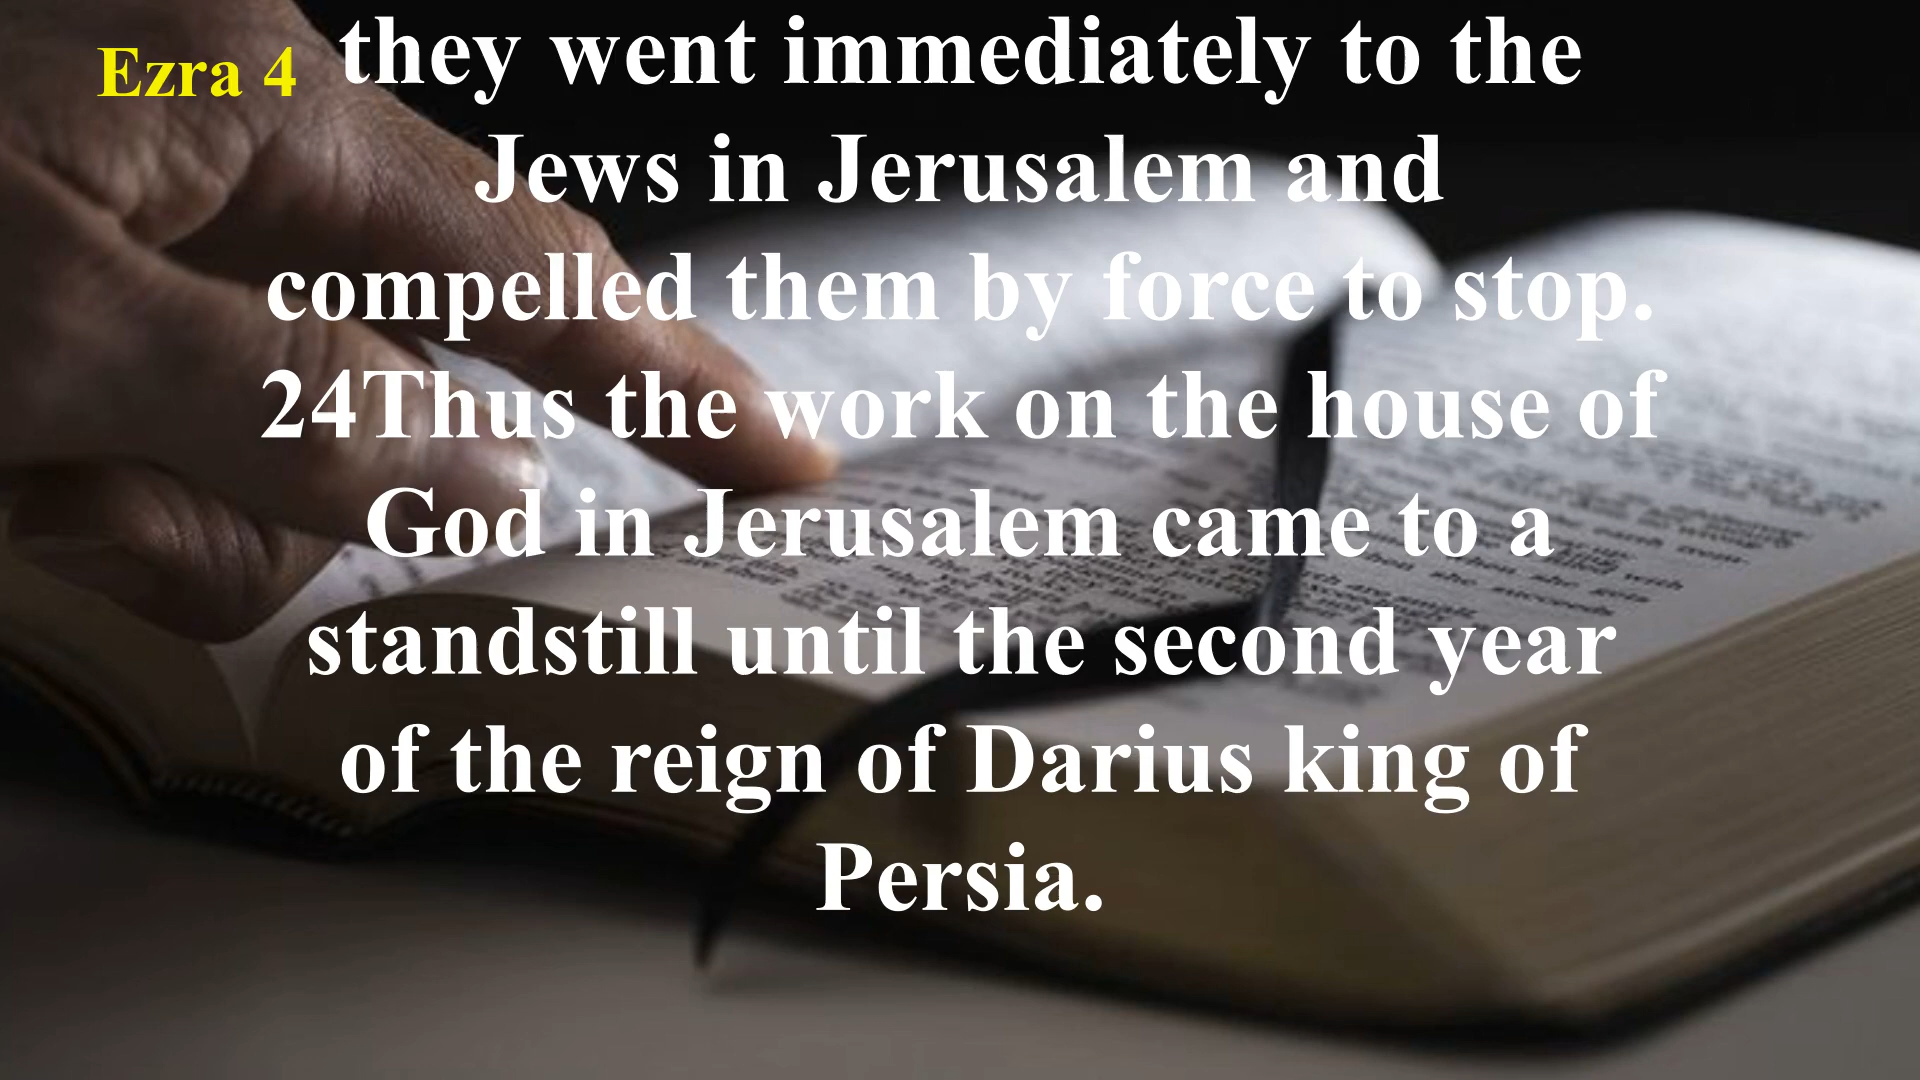 Ezra 4
they went immediately to the
Jews in Jerusalem and
compelled them by force to stop.
24Thus the work on the house of
God in Jerusalem came to a
standstill until the second year
of the reign of Darius king of
Persia.